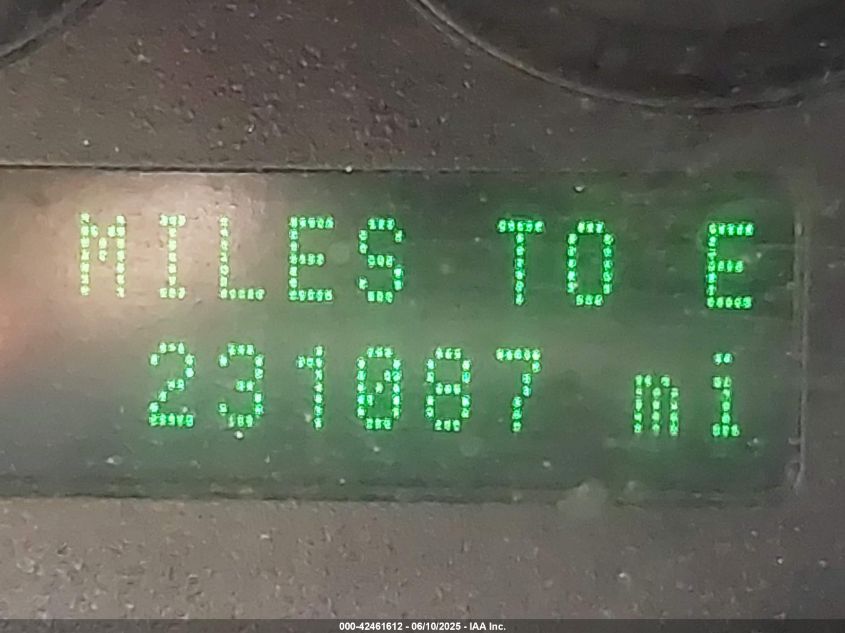 MILES TO E
231087 mi
000-42461612 - 06/10/2025 - IAA Inc.